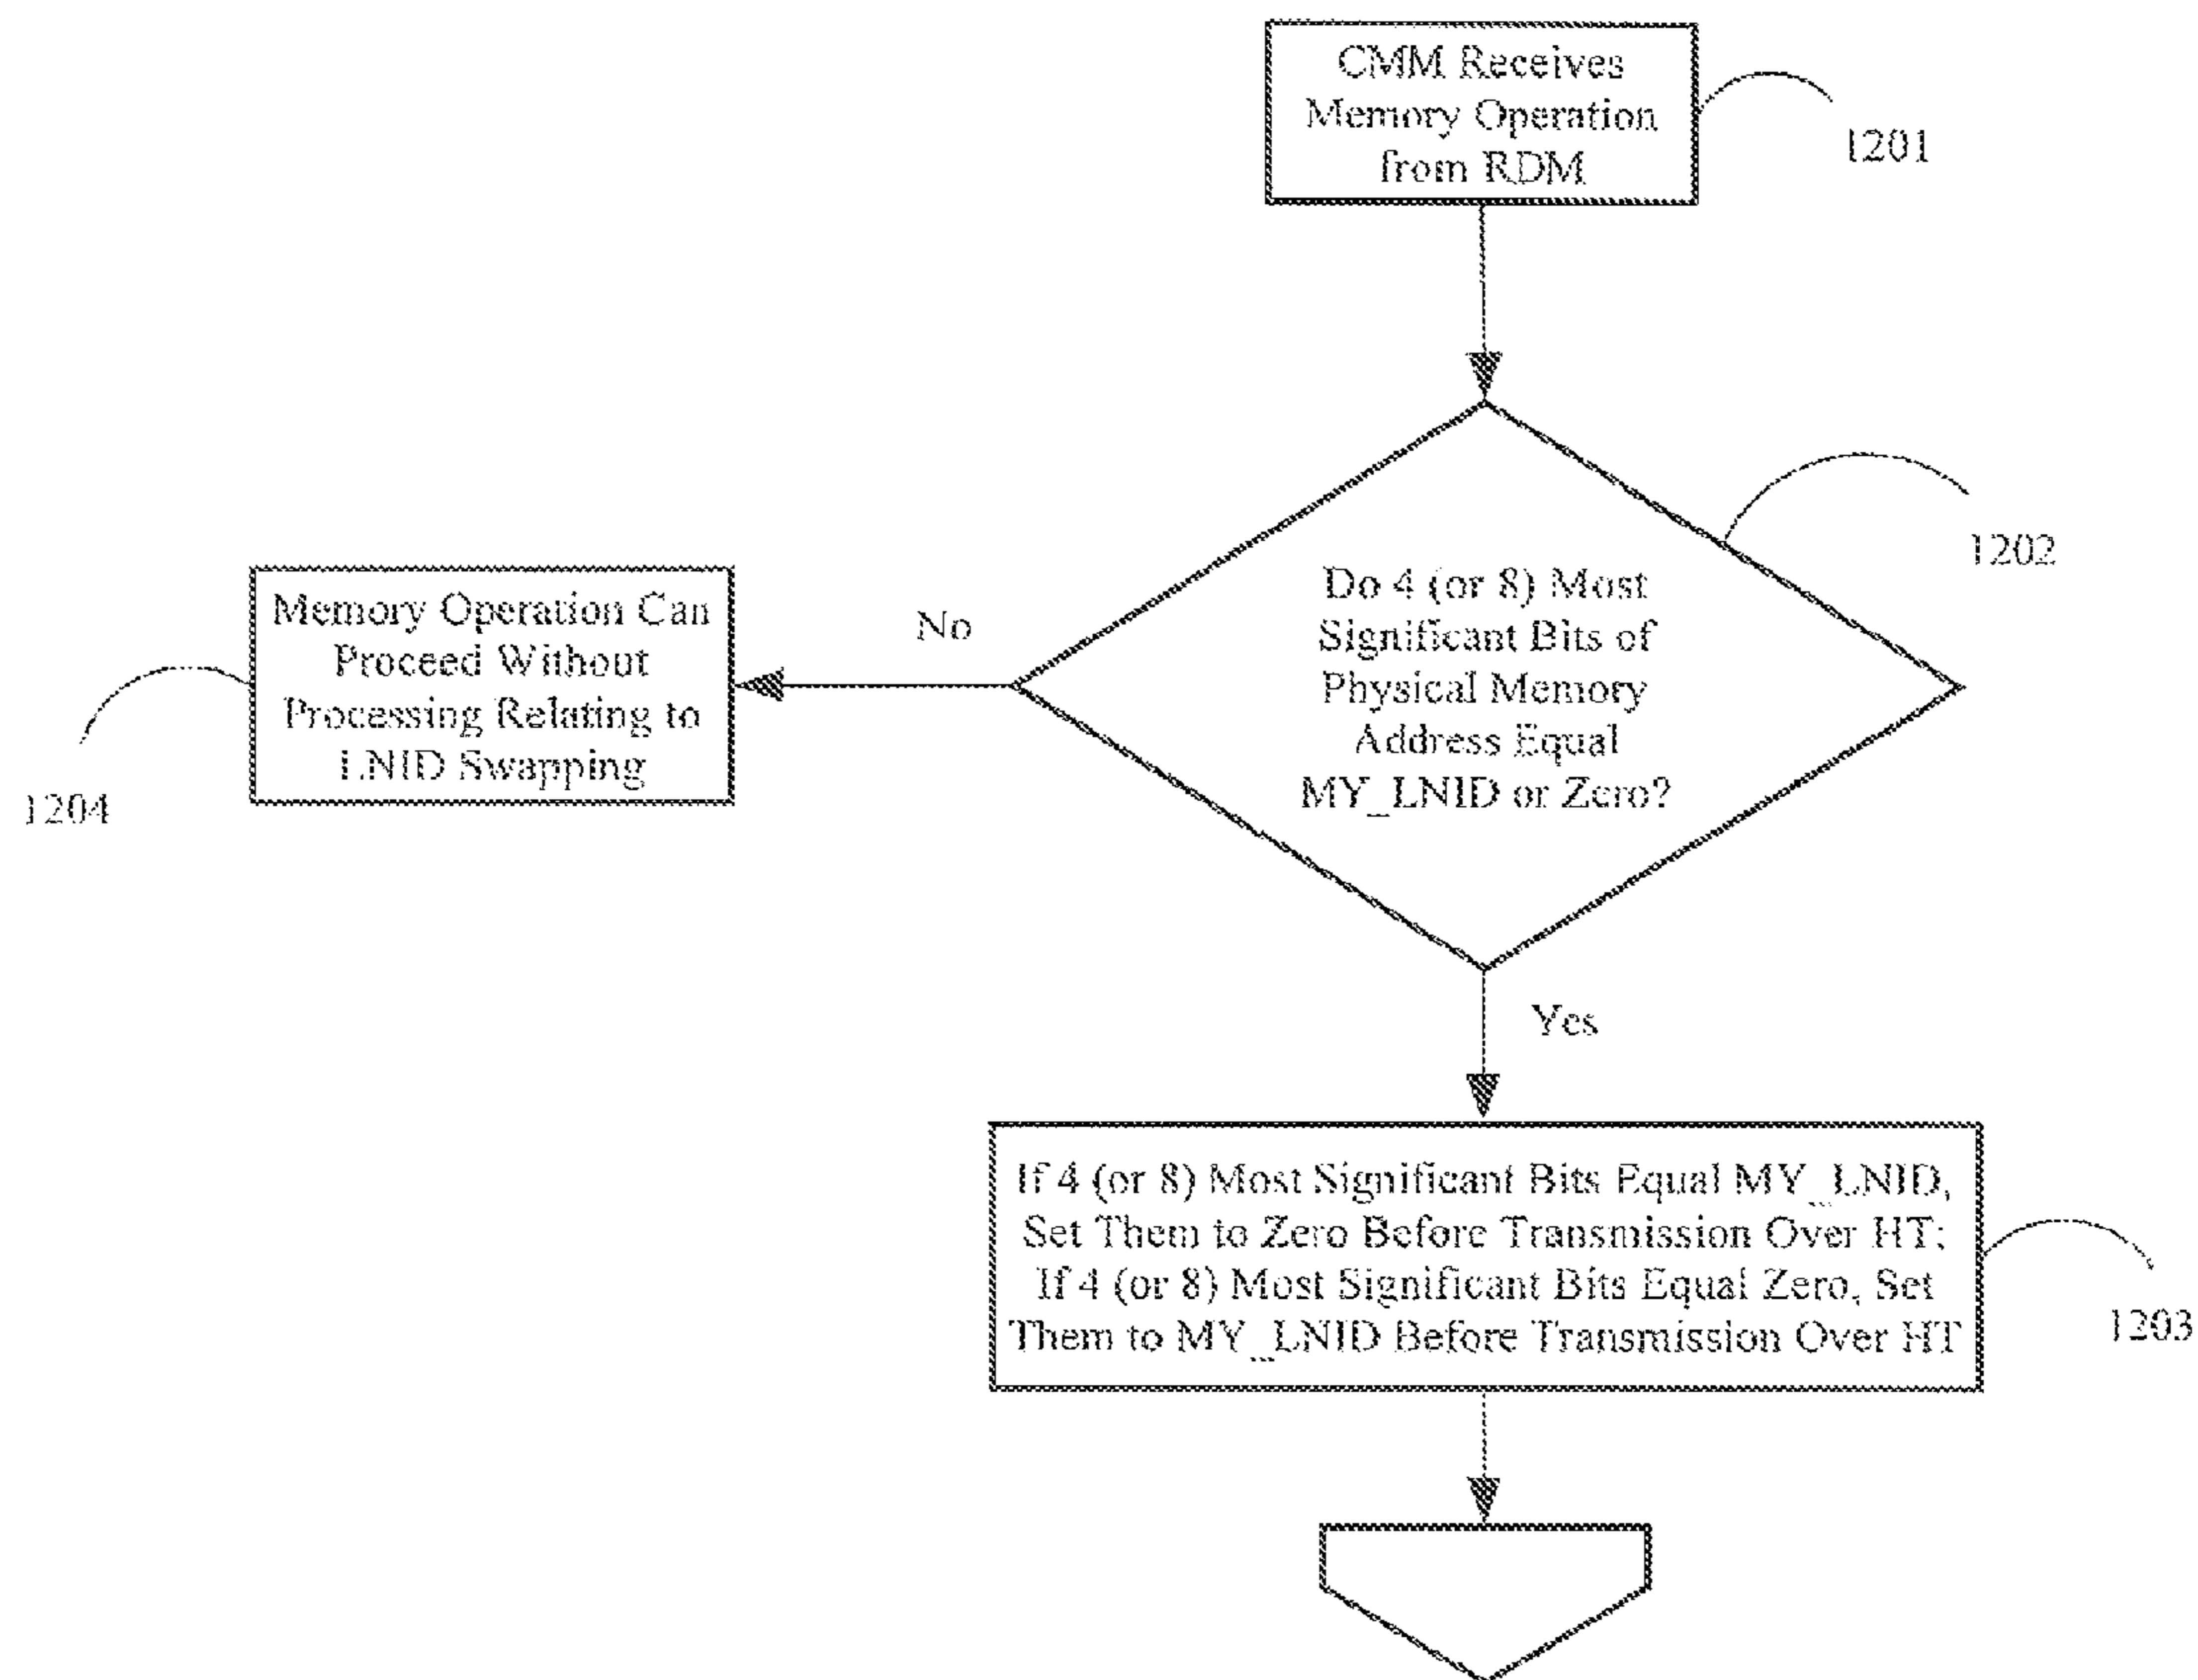 CMM Receives
Memory Operation
from RDM
1201
1202
Do 4 (or 8) Most
Significant Bits of
Physical Memory
Address Equal
MY_LNID or Zero?
No
Memory Operation Can
Proceed Without
Processing Relating to
LNID Swapping
1204
Yes
If 4 (or 8) Most Significant Bits Equal MY_LNID,
Set Them to Zero Before Transmission Over HT;
If 4 (or 8) Most Significant Bits Equal Zero, Set
Them to MY_LNID Before Transmission Over HT
1203